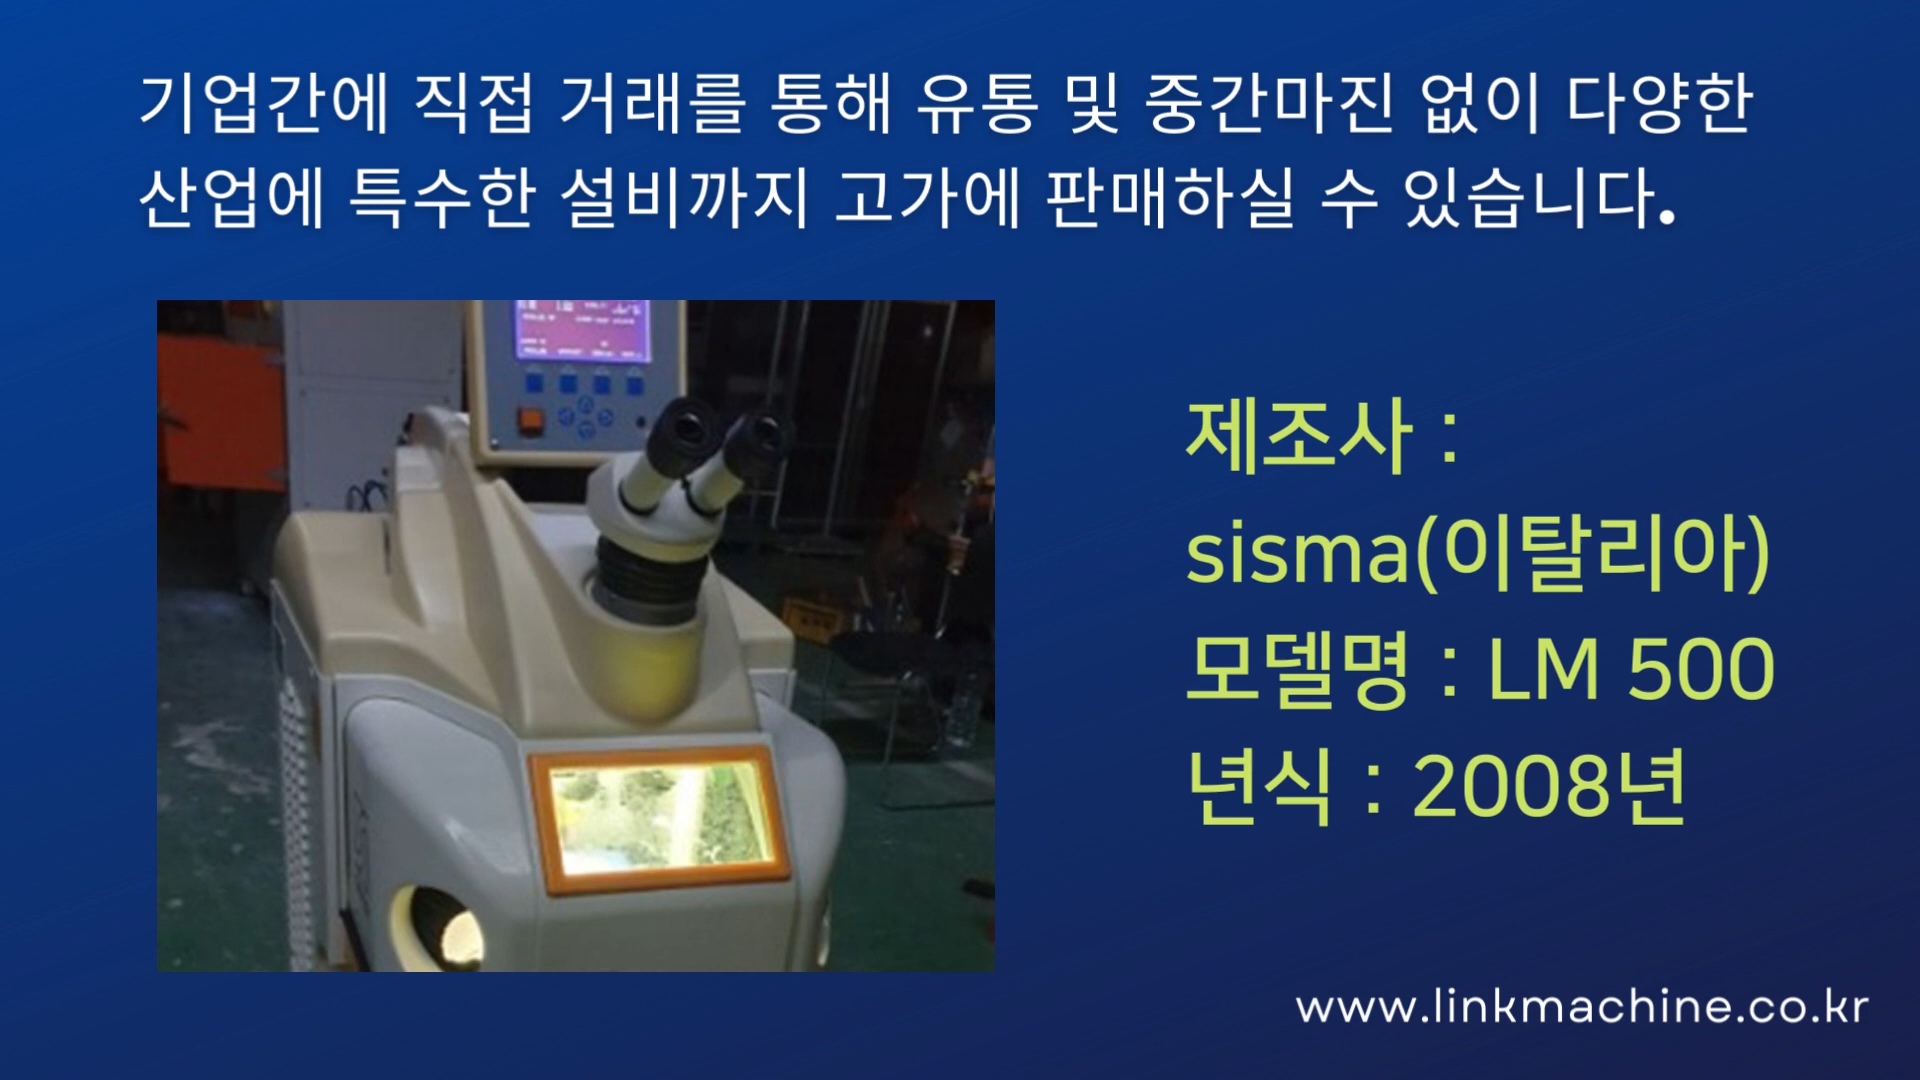 기업간에 직접 거래를 통해 유통 및 중간마진 없이 다양한
산업에 특수한 설비까지 고가에 판매하실 수 있습니다.
제조사 :
sisma(이탈리아)
모델명 : LM 500
년식 : 2008년
www.linkmachine.co.kr